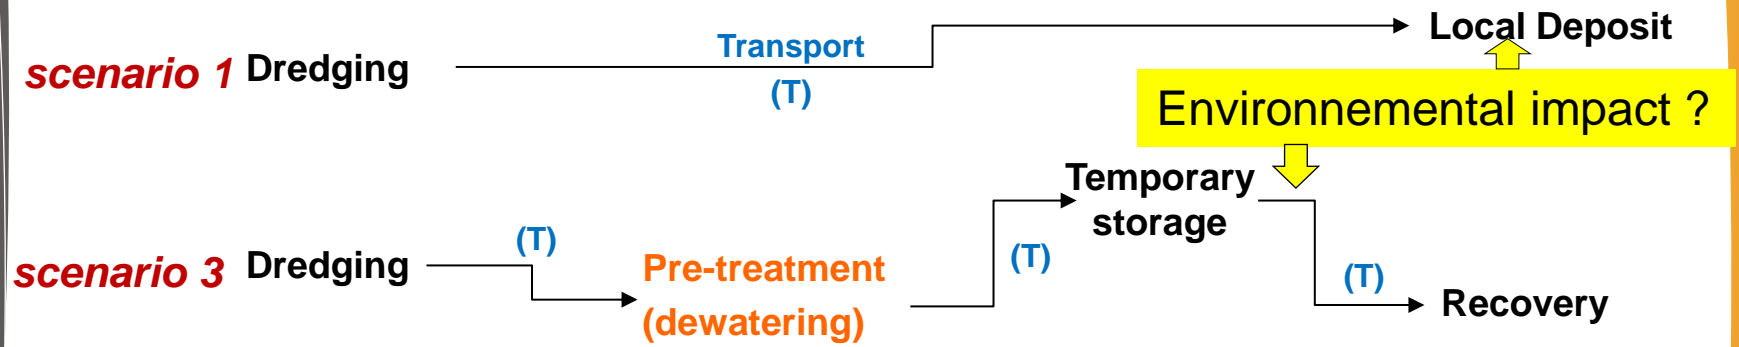 scenario 1 Dredging
Transport
(T)
Local Deposit
Environnemental impact ?
scenario 3 Dredging
(T)
Pre-treatment
(dewatering)
(T)
Temporary
storage
(T)
Recovery